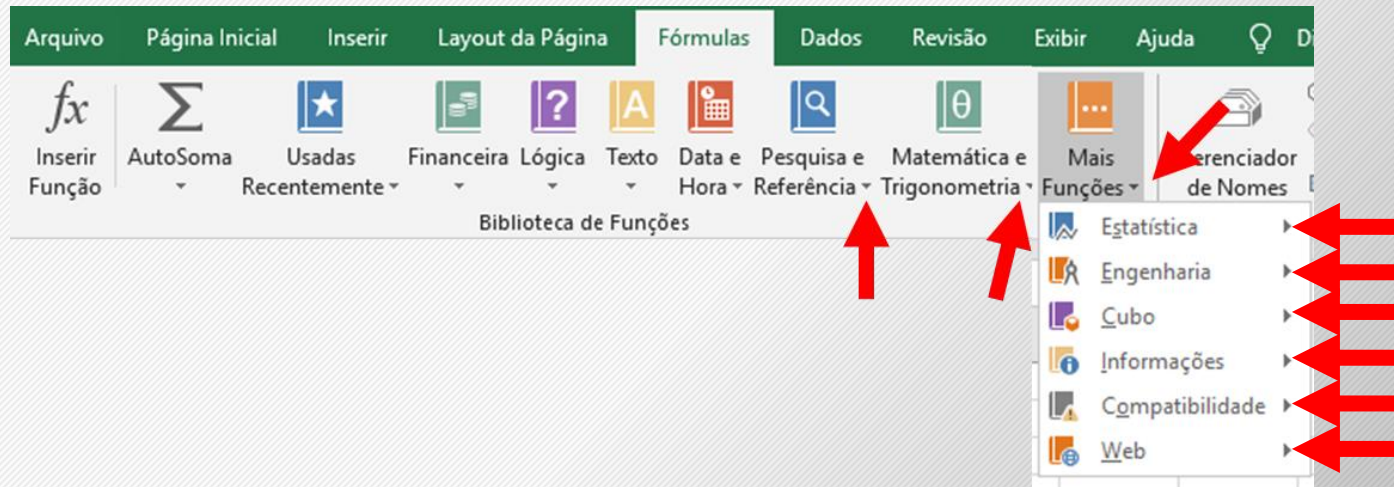 Arquivo Página Inicial Inserir Layout da Página Fórmulas Dados Revisão Exibir Ajuda
fx Σ ? A θ
Inserir AutoSoma Usadas Financeira Lógica Texto Data e Pesquisa e Matemática e Mais
Função Recentemente Hora Referência Trigonometria Funções de Nomes
Biblioteca de Funções
Estatística
Engenharia
Cubo
Informações
Compatibilidade
Web